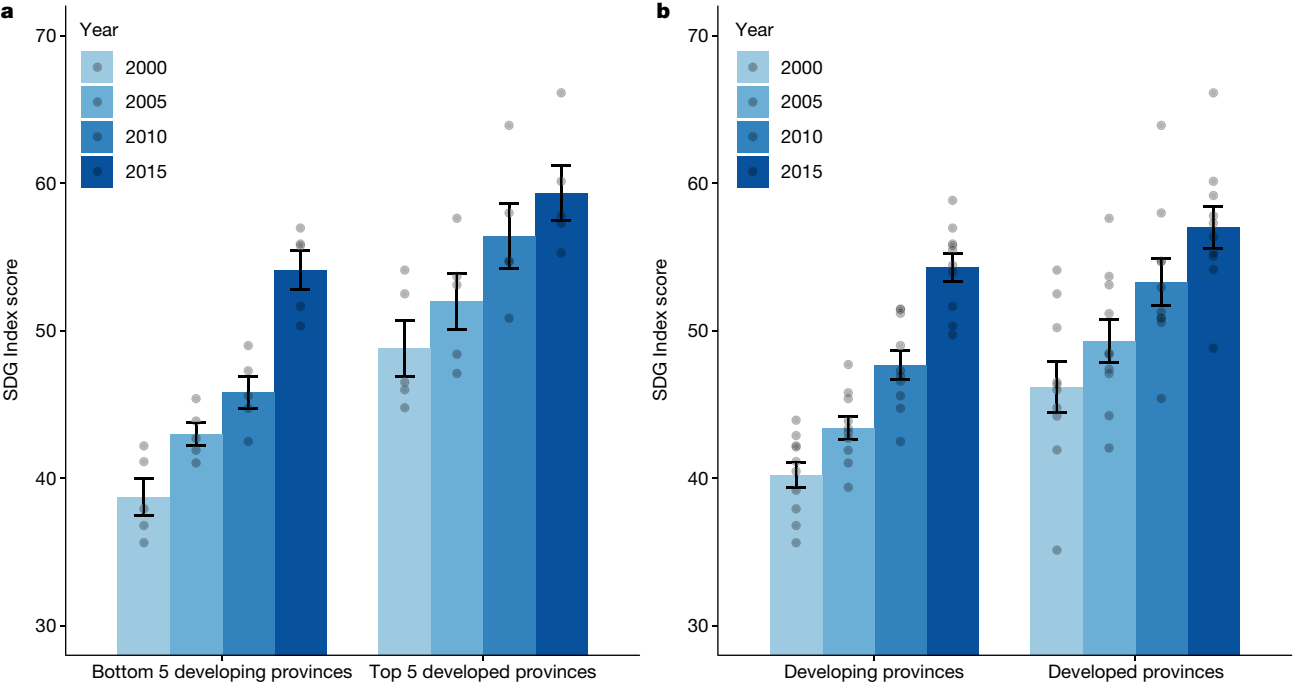 a
Year
2000
2005
2010
2015
SDG Index score
70
60
50
40
30
Bottom 5 developing provinces
Top 5 developed provinces
b
Year
2000
2005
2010
2015
SDG Index score
70
60
50
40
30
Developing provinces
Developed provinces